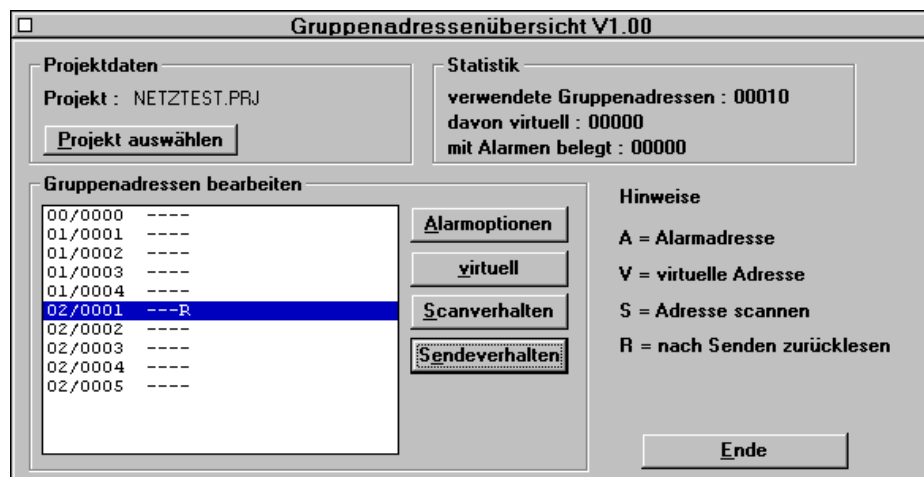 Gruppenadressenübersicht V1.00
Projektdaten
Projekt : NETZTEST.PRJ
Projekt auswählen
Statistik
verwendete Gruppenadressen : 00010
davon virtuell : 00000
mit Alarmen belegt : 00000
Gruppenadressen bearbeiten
00/0000 ----
01/0001 ----
01/0002 ----
01/0003 ----
01/0004 ----
02/0001 ---R
02/0002 ----
02/0003 ----
02/0004 ----
02/0005 ----
Alarmoptionen
virtuell
Scanverhalten
Sendeverhalten
Hinweise
A = Alarmadresse
V = virtuelle Adresse
S = Adresse scannen
R = nach Senden zurücklesen
Ende